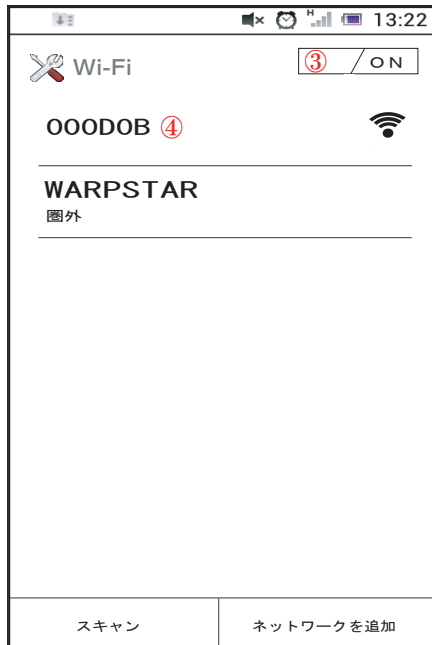 H 13:22
Wi-Fi ③ ON
000D0B ④
WARPSTAR
圏外
スキャン ネットワークを追加